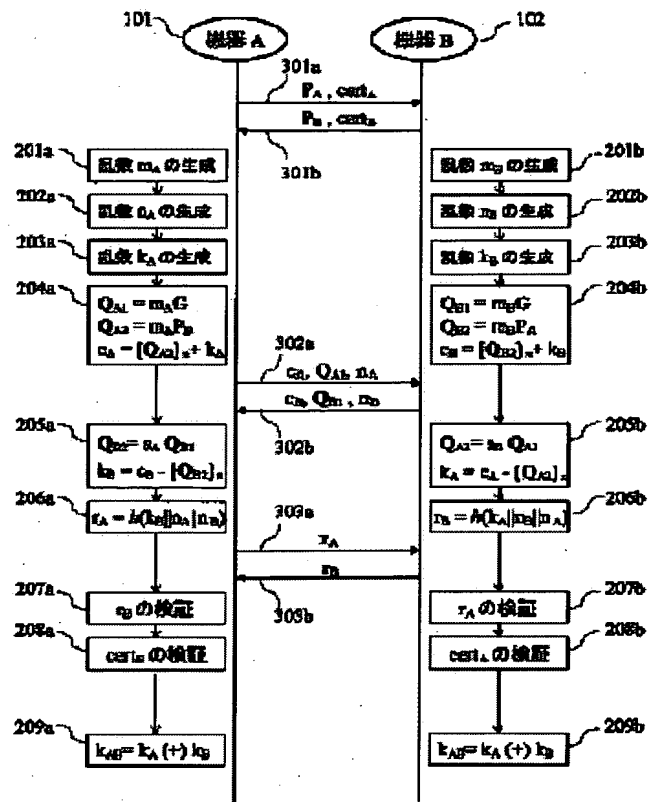 101
機器 A
機器 B
102
301a
P_A , cert_A
P_B , cert_B
301b
201a
乱数 m_A の生成
乱数 m_B の生成
201b
202a
乱数 n_A の生成
乱数 n_B の生成
202b
203a
乱数 k_A の生成
乱数 k_B の生成
203b
204a
Q_A1 = m_A G
Q_A2 = m_A P_B
c_A = [Q_A2]_x + k_A
204b
Q_B1 = m_B G
Q_B2 = m_B P_A
c_B = [Q_B2]_x + k_B
302a
c_A, Q_A1, n_A
c_B, Q_B1, n_B
302b
205a
Q_B2 = s_A Q_B1
k_B = c_B - [Q_B2]_x
205b
Q_A2 = s_B Q_A1
k_A = c_A - [Q_A2]_x
206a
r_A = h(k_B||n_A||n_B)
206b
r_B = h(k_A||n_B||n_A)
303a
r_A
r_B
303b
207a
r_B の検証
207b
r_A の検証
208a
cert_B の検証
208b
cert_A の検証
209a
k_AB = k_A (+) k_B
209b
k_AB = k_A (+) k_B